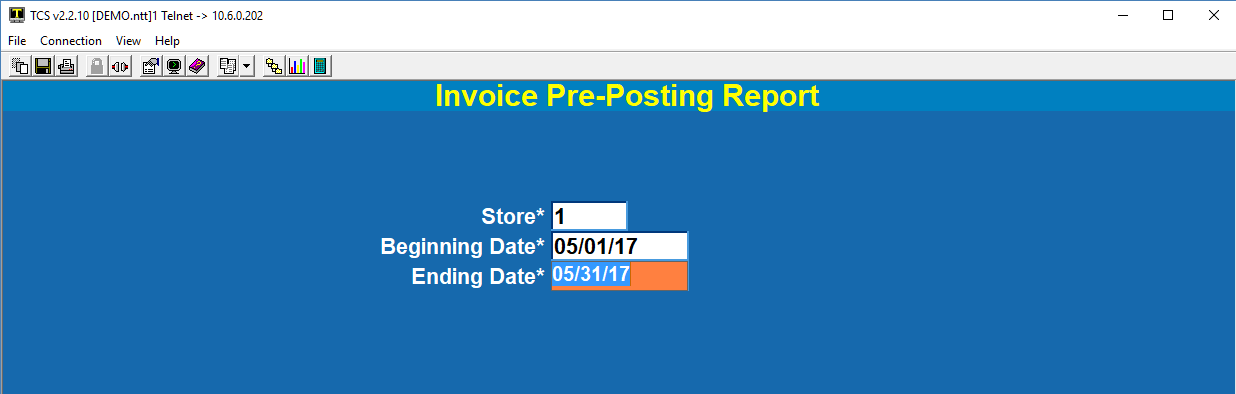 TCS v2.2.10 [DEMO.ntt]1 Telnet -> 10.6.0.202
File Connection View Help
Invoice Pre-Posting Report
Store* 1
Beginning Date* 05/01/17
Ending Date* 05/31/17